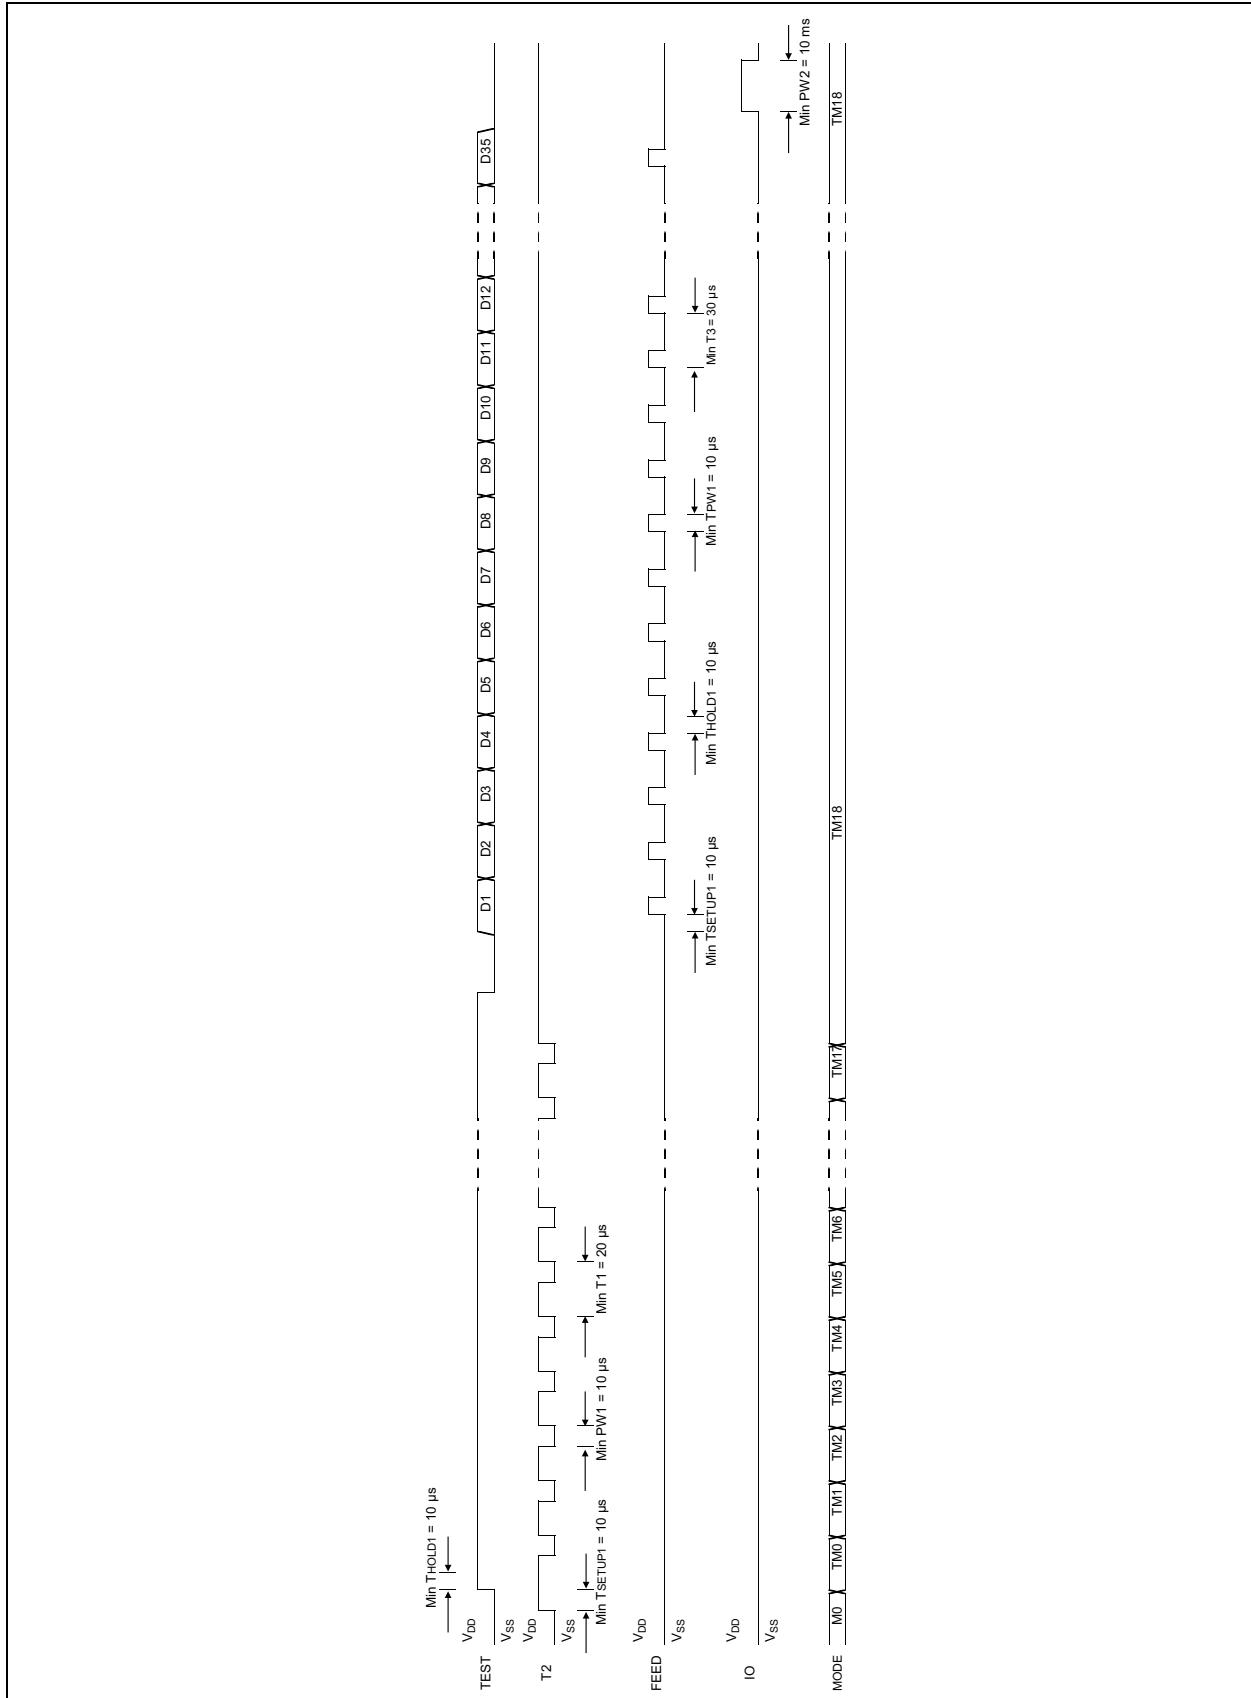 Min THOLD1 = 10 µs
VDD
VSS
TEST
D1
D2
D3
D4
D5
D6
D7
D8
D9
D10
D11
D12
D35
VDD
VSS
T2
Min TSETUP1 = 10 µs
Min PW1 = 10 µs
Min T1 = 20 µs
VDD
VSS
FEED
Min TSETUP1 = 10 µs
Min THOLD1 = 10 µs
Min TPW1 = 10 µs
Min T3 = 30 µs
VDD
VSS
IO
Min PW2 = 10 ms
MODE
M0
TM0
TM1
TM2
TM3
TM4
TM5
TM6
TM17
TM18
TM18